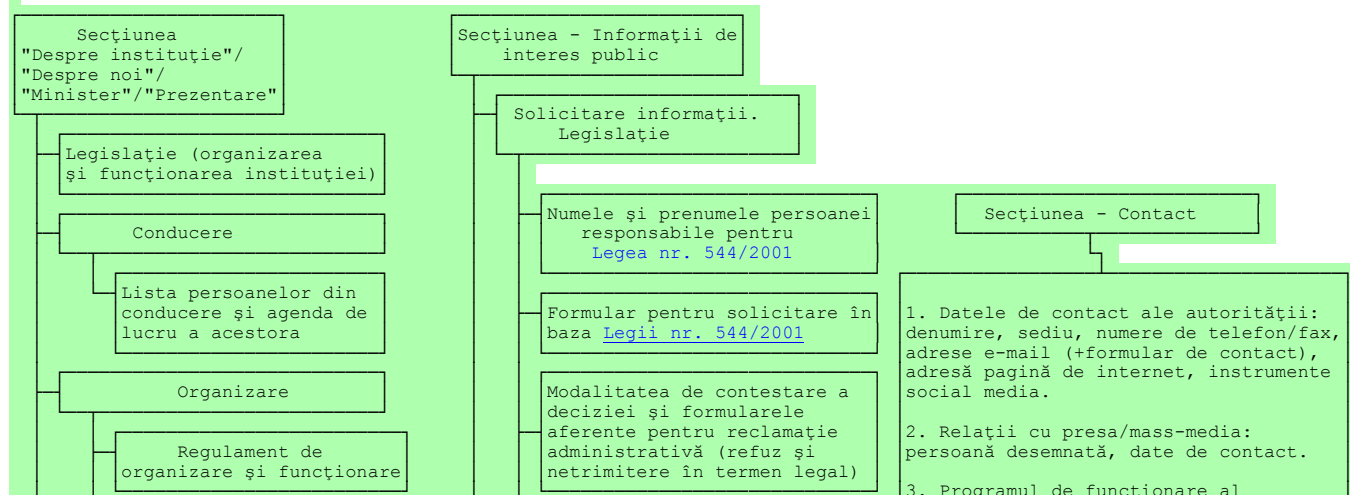 Secţiunea
"Despre instituţie"/
"Despre noi"/
"Minister"/"Prezentare"
Legislaţie (organizarea
şi funcţionarea instituţiei)
Conducere
Lista persoanelor din
conducere şi agenda de
lucru a acestora
Organizare
Regulament de
organizare şi funcţionare
Secţiunea - Informaţii de
interes public
Solicitare informaţii.
Legislaţie
Numele şi prenumele persoanei
responsabile pentru
Legea nr. 544/2001
Formular pentru solicitare în
baza Legii nr. 544/2001
Modalitatea de contestare a
deciziei şi formularele
aferente pentru reclamaţie
administrativă (refuz şi
netrimitere în termen legal)
Secţiunea - Contact
1. Datele de contact ale autorităţii:
denumire, sediu, numere de telefon/fax,
adrese e-mail (+formular de contact),
adresă pagină de internet, instrumente
social media.
2. Relaţii cu presa/mass-media:
persoană desemnată, date de contact.
3. Programul de funcţionare al